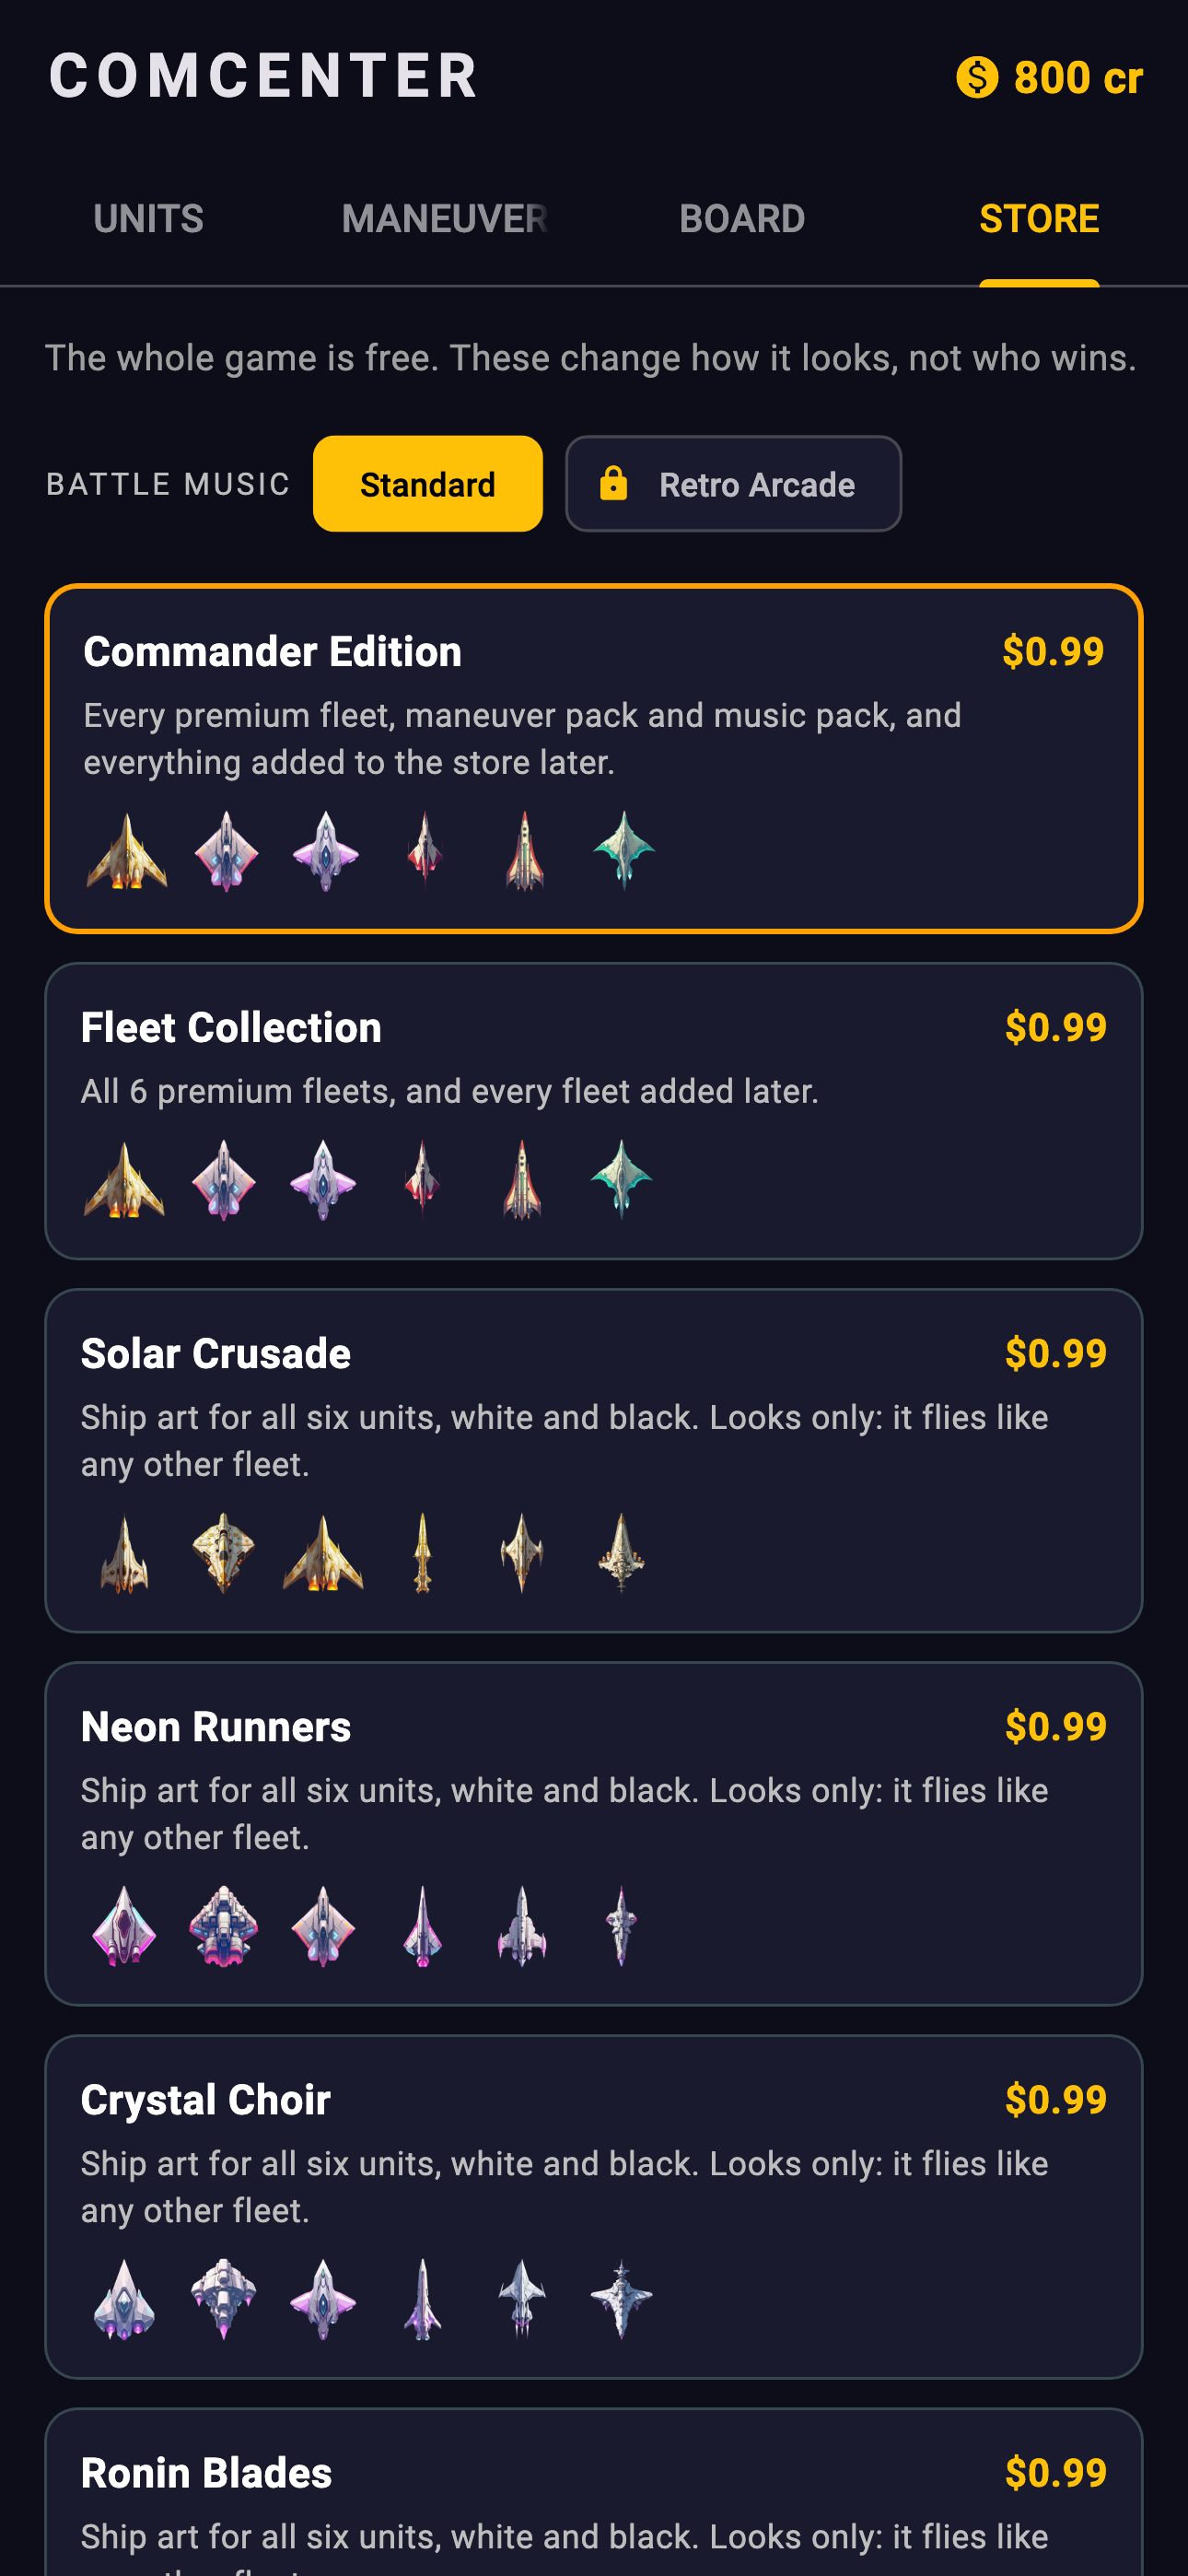 COMCENTER
$ 800 cr
UNITS
MANEUVER
BOARD
STORE
The whole game is free. These change how it looks, not who wins.
BATTLE MUSIC
Standard
Retro Arcade
Commander Edition
$0.99
Every premium fleet, maneuver pack and music pack, and
everything added to the store later.
Fleet Collection
$0.99
All 6 premium fleets, and every fleet added later.
Solar Crusade
$0.99
Ship art for all six units, white and black. Looks only: it flies like
any other fleet.
Neon Runners
$0.99
Ship art for all six units, white and black. Looks only: it flies like
any other fleet.
Crystal Choir
$0.99
Ship art for all six units, white and black. Looks only: it flies like
any other fleet.
Ronin Blades
$0.99
Ship art for all six units, white and black. Looks only: it flies like